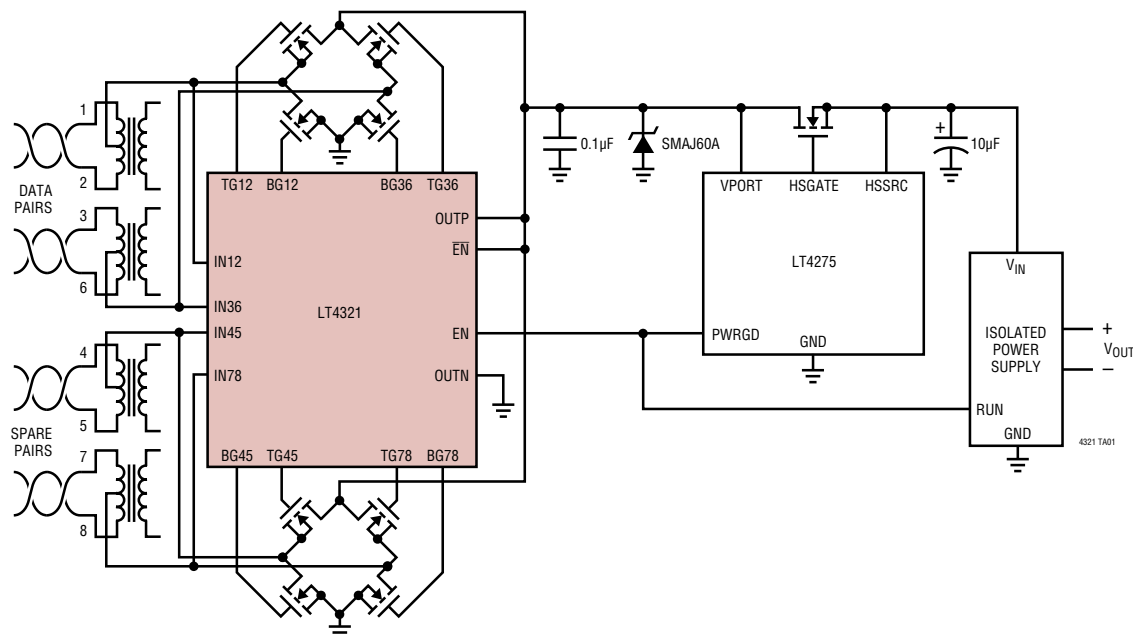 1
2
DATA
PAIRS
3
6
4
5
SPARE
PAIRS
7
8
TG12 BG12 BG36 TG36
OUTP
EN
IN12
IN36
LT4321
IN45
EN
IN78
OUTN
BG45 TG45 TG78 BG78
0.1µF
SMAJ60A
+
10µF
VPORT HSGATE HSSRC
LT4275
PWRGD
GND
VIN
ISOLATED
POWER
SUPPLY
+
VOUT
–
RUN
GND
4321 TA01